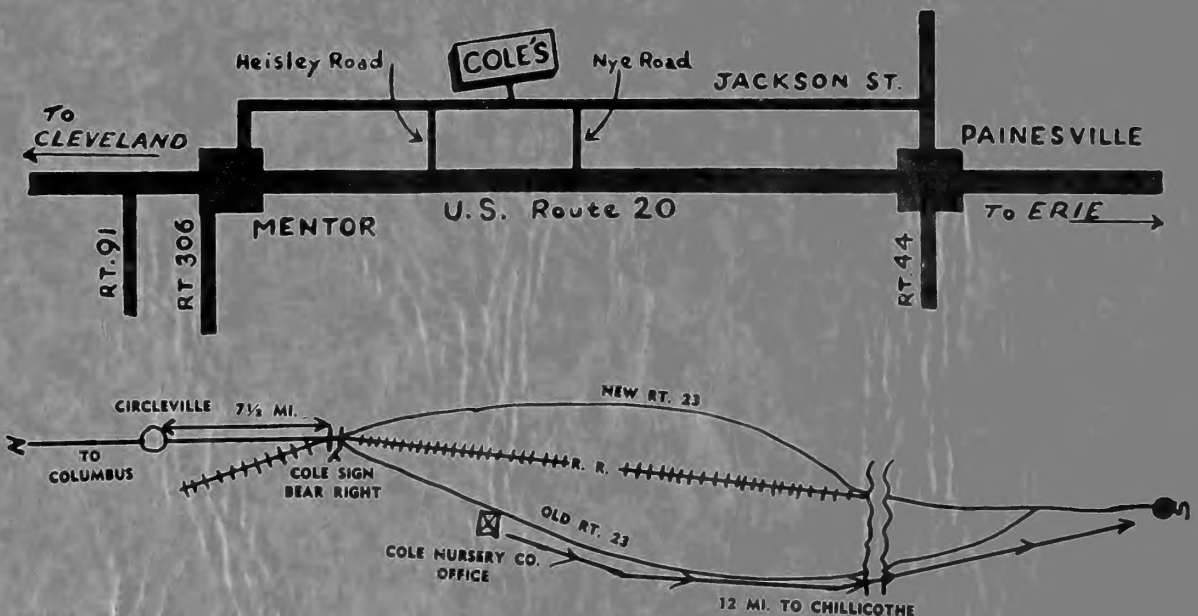 COLE'S
Heisley Road
Nye Road
JACKSON ST.
TO
CLEVELAND
PAINESVILLE
MENTOR
U.S. Route 20
TO ERIE
RT. 91
RT 306
RT. 44
NEW RT. 23
CIRCLEVILLE
7½ MI.
N
TO
COLUMBUS
COLE SIGN
BEAR RIGHT
R. R.
OLD RT. 23
S
COLE NURSERY CO.
OFFICE
12 MI. TO CHILLICOTHE